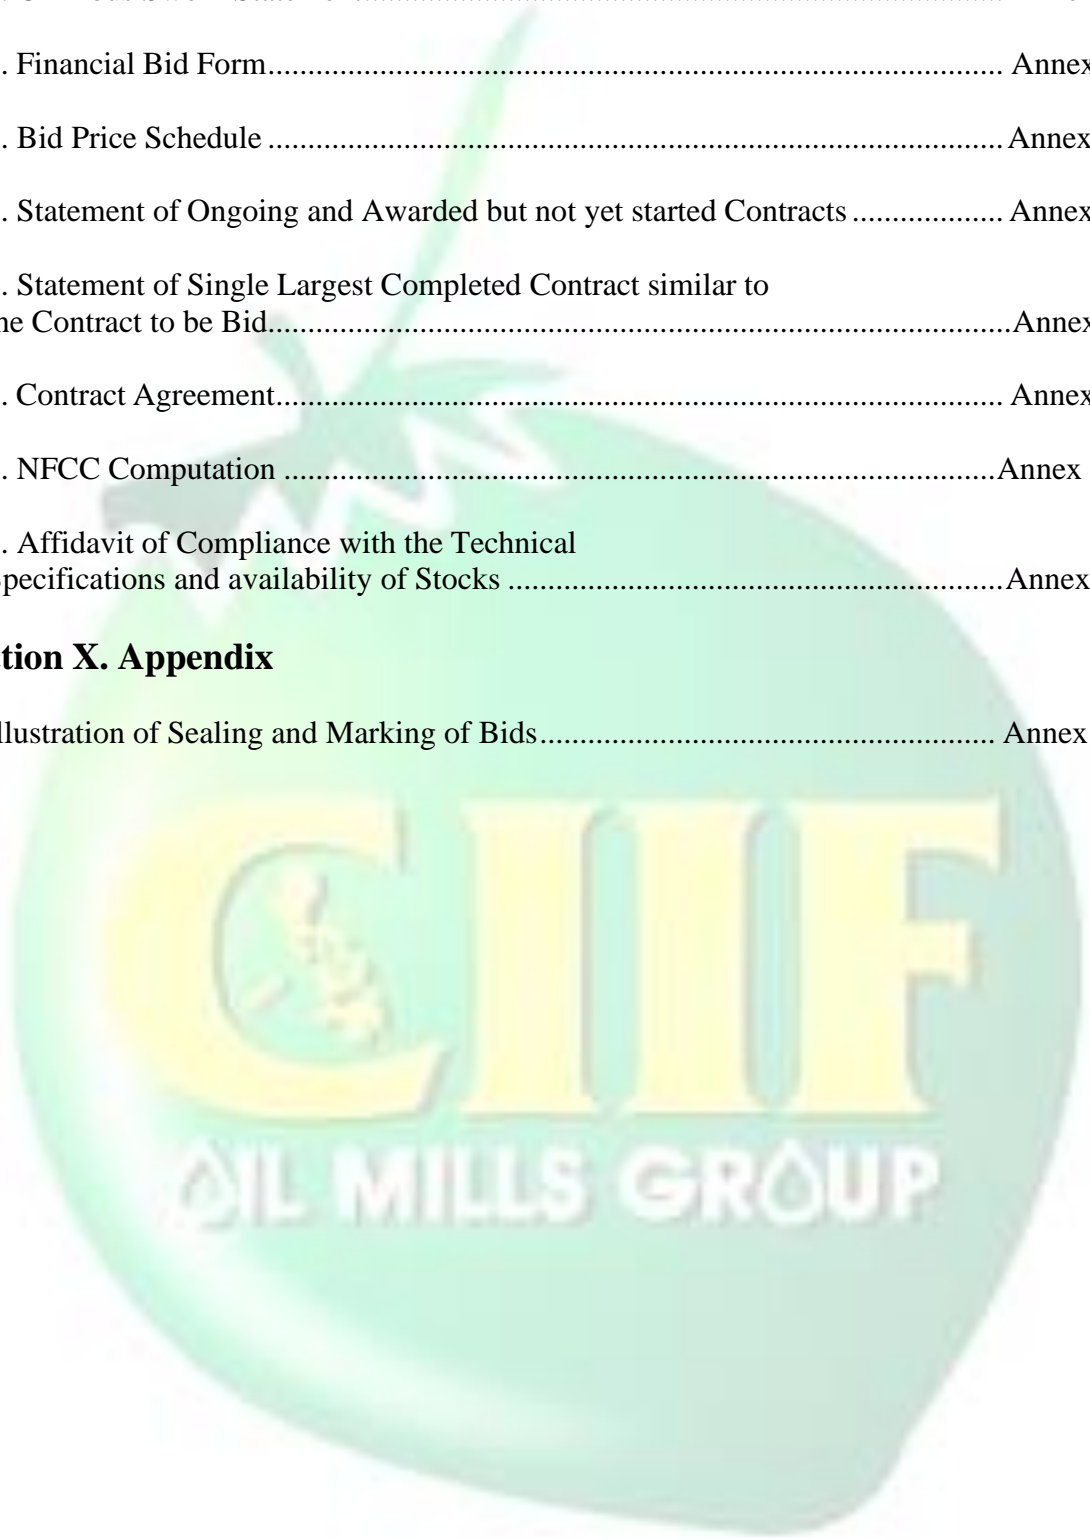 . Financial Bid Form............................................................................................. Annex
. Bid Price Schedule ............................................................................................. Annex
. Statement of Ongoing and Awarded but not yet started Contracts ................... Annex
. Statement of Single Largest Completed Contract similar to
he Contract to be Bid..............................................................................................Annex
. Contract Agreement............................................................................................ Annex
. NFCC Computation ..........................................................................................Annex
. Affidavit of Compliance with the Technical
pecifications and availability of Stocks ...............................................................Annex
tion X. Appendix
llustration of Sealing and Marking of Bids.......................................................... Annex
CIIF
OIL MILLS GROUP